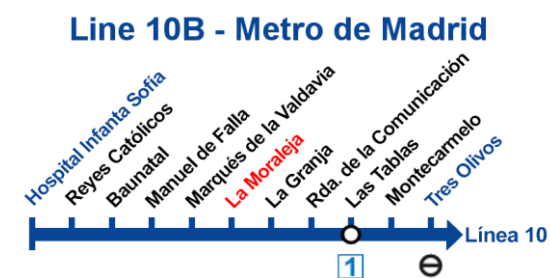 Line 10B - Metro de Madrid
Hospital Infanta Sofía
Reyes Católicos
Baunatal
Manuel de Falla
Marqués de la Valdavia
La Moraleja
La Granja
Rda. de la Comunicación
Las Tablas
Montecarmelo
Tres Olivos
Línea 10
1